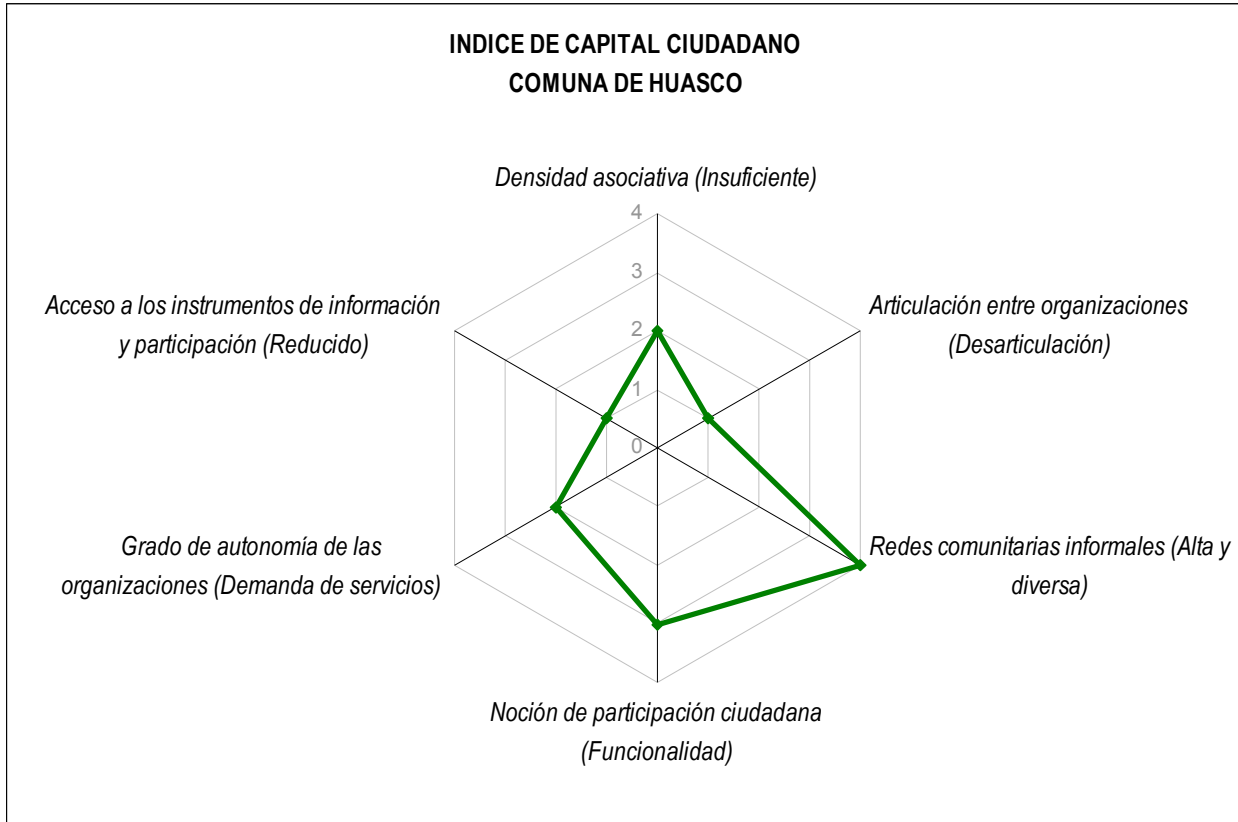 INDICE DE CAPITAL CIUDADANO
COMUNA DE HUASCO
Densidad asociativa (Insuficiente)
4
3
2
1
0
Articulación entre organizaciones
(Desarticulación)
Redes comunitarias informales (Alta y
diversa)
Noción de participación ciudadana
(Funcionalidad)
Grado de autonomía de las
organizaciones (Demanda de servicios)
Acceso a los instrumentos de información
y participación (Reducido)